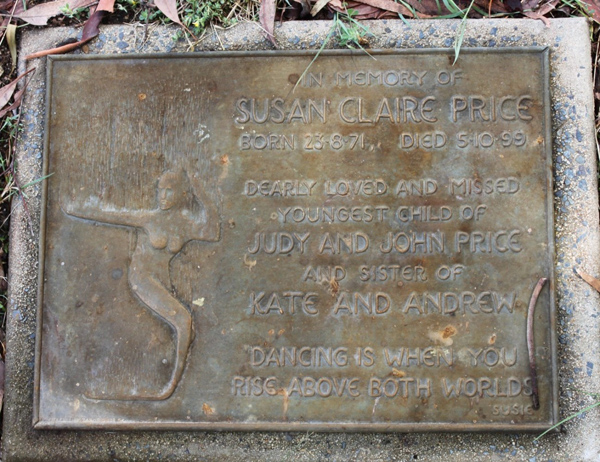 IN MEMORY OF
SUSAN CLAIRE PRICE
BORN 23·8·71. DIED 5·10·99
DEARLY LOVED AND MISSED
YOUNGEST CHILD OF
JUDY AND JOHN PRICE
AND SISTER OF
KATE AND ANDREW
"DANCING IS WHEN YOU
RISE ABOVE BOTH WORLDS"
SUSIE